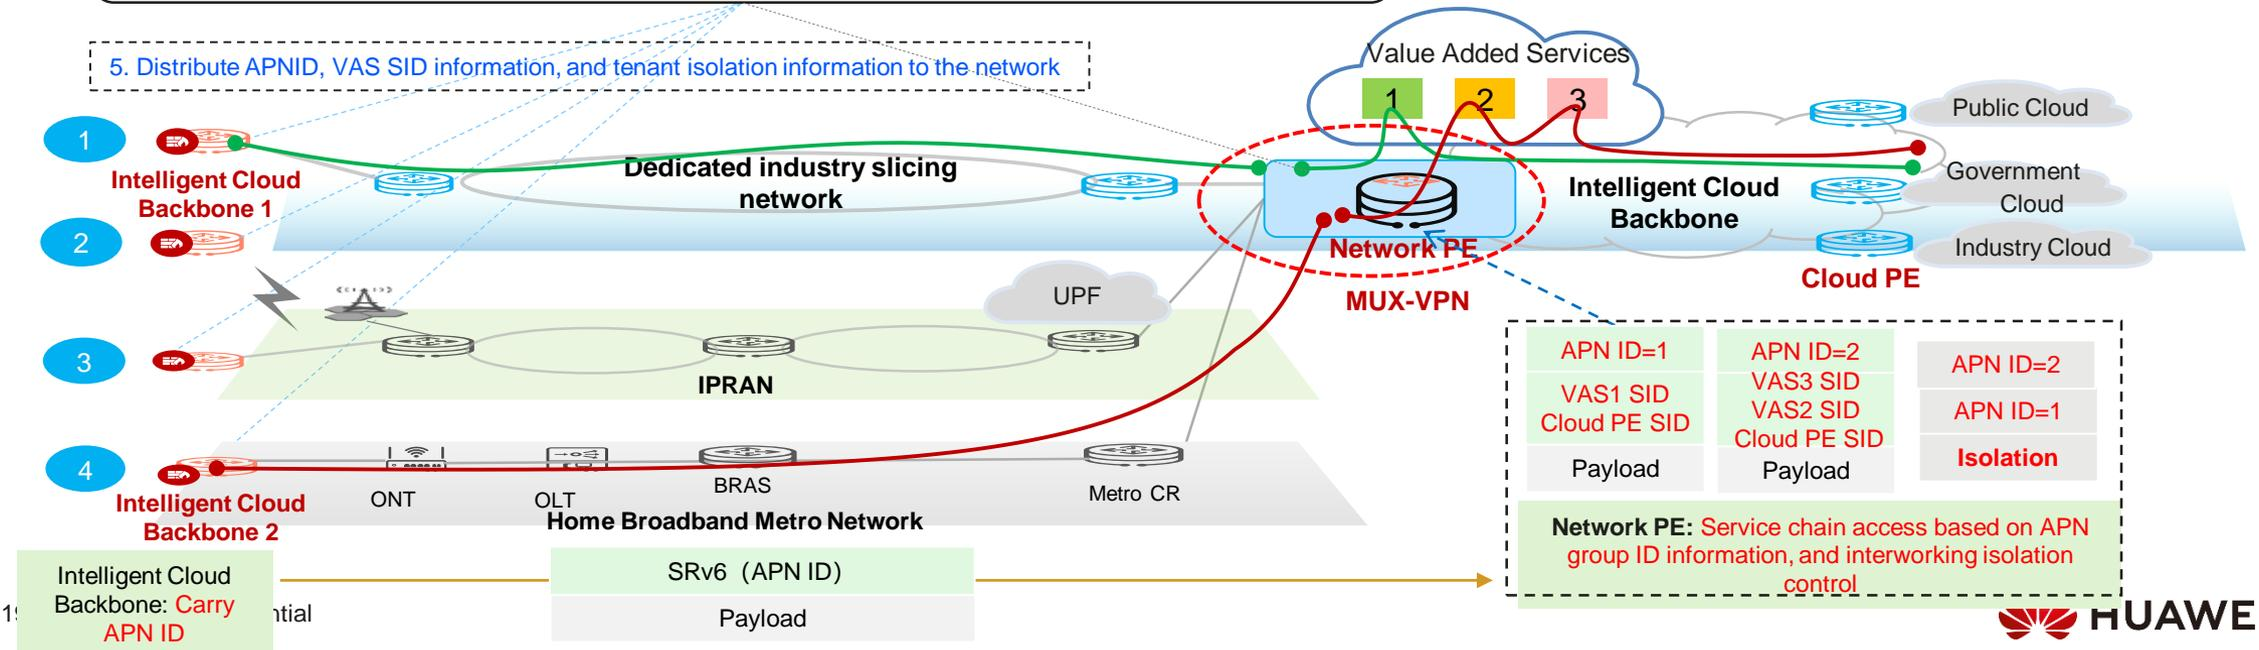 5. Distribute APNID, VAS SID information, and tenant isolation information to the network
Value Added Services
1
2
3
Public Cloud
1
Intelligent Cloud
Backbone 1
Dedicated industry slicing
network
Intelligent Cloud
Backbone
Government
Cloud
2
Network PE
Industry Cloud
Cloud PE
MUX-VPN
UPF
3
IPRAN
APN ID=1
VAS1 SID
Cloud PE SID
Payload
APN ID=2
VAS3 SID
VAS2 SID
Cloud PE SID
Payload
APN ID=2
APN ID=1
Isolation
4
Intelligent Cloud
Backbone 2
ONT
OLT
BRAS
Metro CR
Home Broadband Metro Network
Network PE: Service chain access based on APN
group ID information, and interworking isolation
control
Intelligent Cloud
Backbone: Carry
APN ID
SRv6 (APN ID)
Payload
ntial
HUAWE